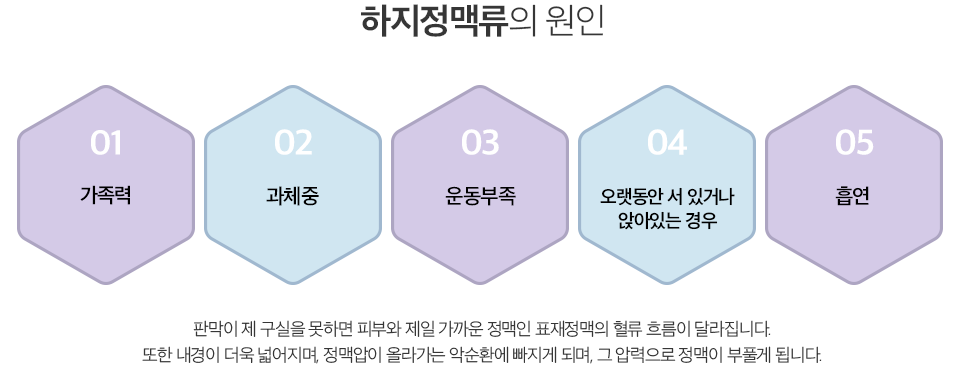 하지정맥류의 원인
01
가족력
02
과체중
03
운동부족
04
오랫동안 서 있거나
앉아있는 경우
05
흡연
판막이 제 구실을 못하면 피부와 제일 가까운 정맥인 표재정맥의 혈류 흐름이 달라집니다.
또한 내경이 더욱 넓어지며, 정맥압이 올라가는 악순환에 빠지게 되며, 그 압력으로 정맥이 부풀게 됩니다.